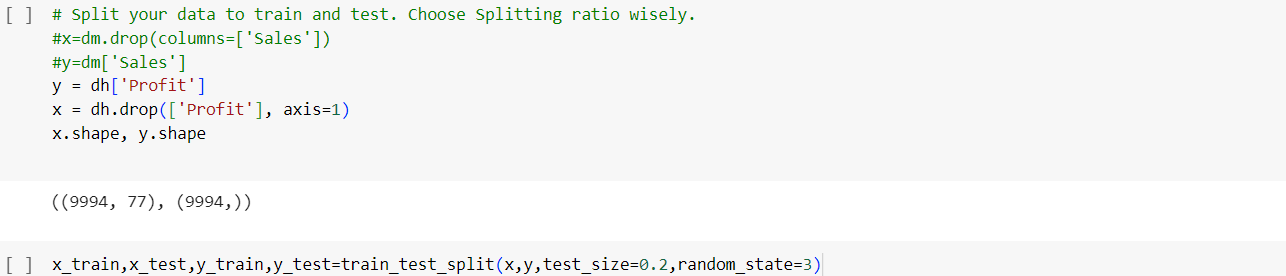 [ ] # Split your data to train and test. Choose Splitting ratio wisely.
#x=dm.drop(columns=['Sales'])
#y=dm['Sales']
y = dh['Profit']
x = dh.drop(['Profit'], axis=1)
x.shape, y.shape
((9994, 77), (9994,))
[ ] x_train,x_test,y_train,y_test=train_test_split(x,y,test_size=0.2,random_state=3)